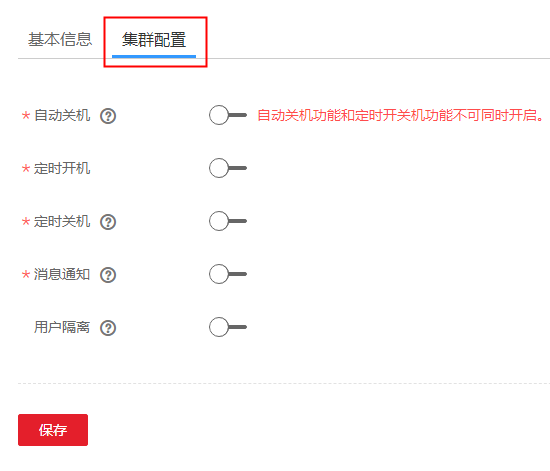 基本信息 集群配置
* 自动关机 ? 自动关机功能和定时开关机功能不可同时开启。
* 定时开机
* 定时关机 ?
* 消息通知 ?
用户隔离 ?
保存